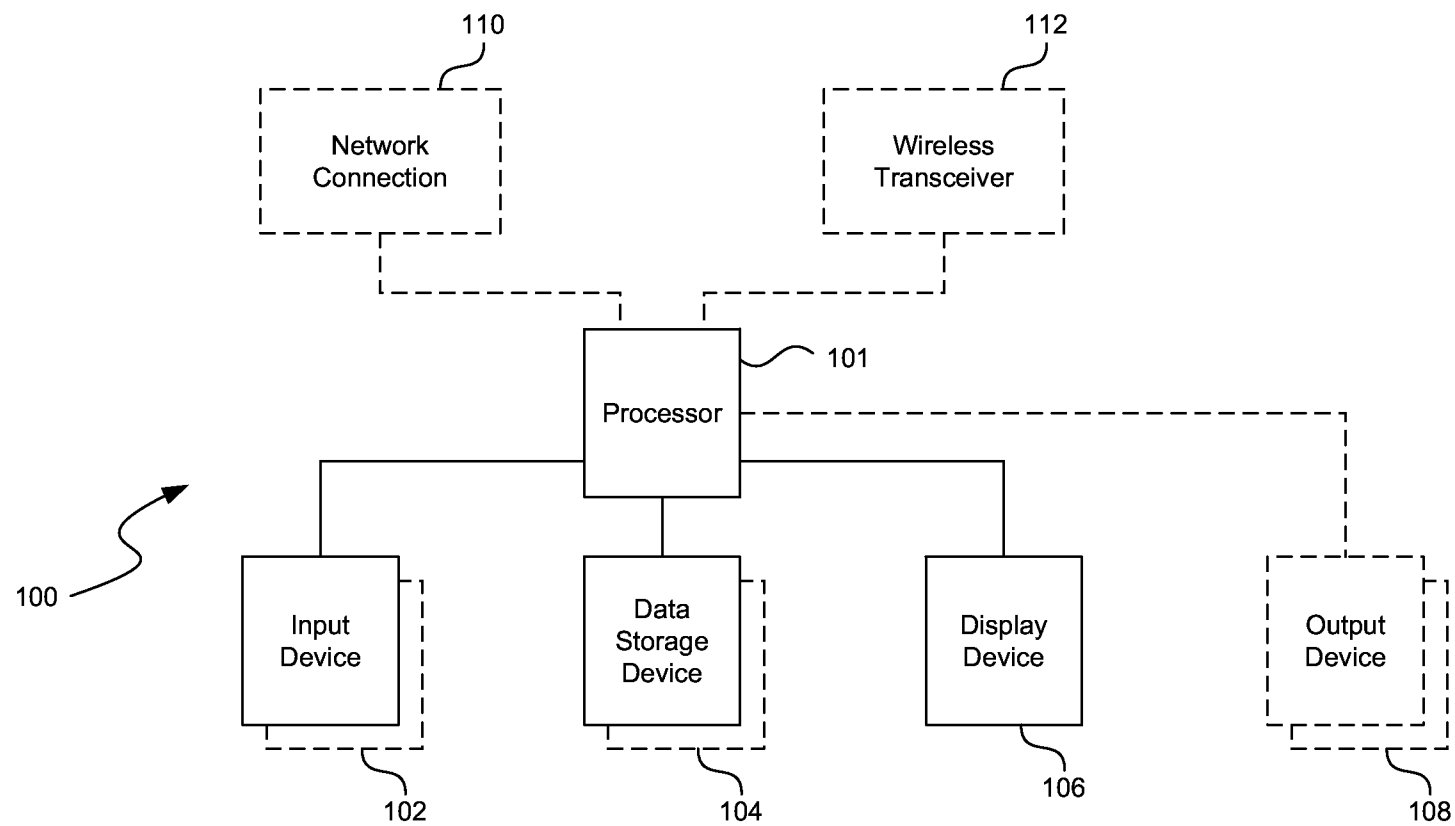 110
112
Network
Connection
Wireless
Transceiver
101
Processor
100
Input
Device
Data
Storage
Device
Display
Device
Output
Device
102
104
106
108